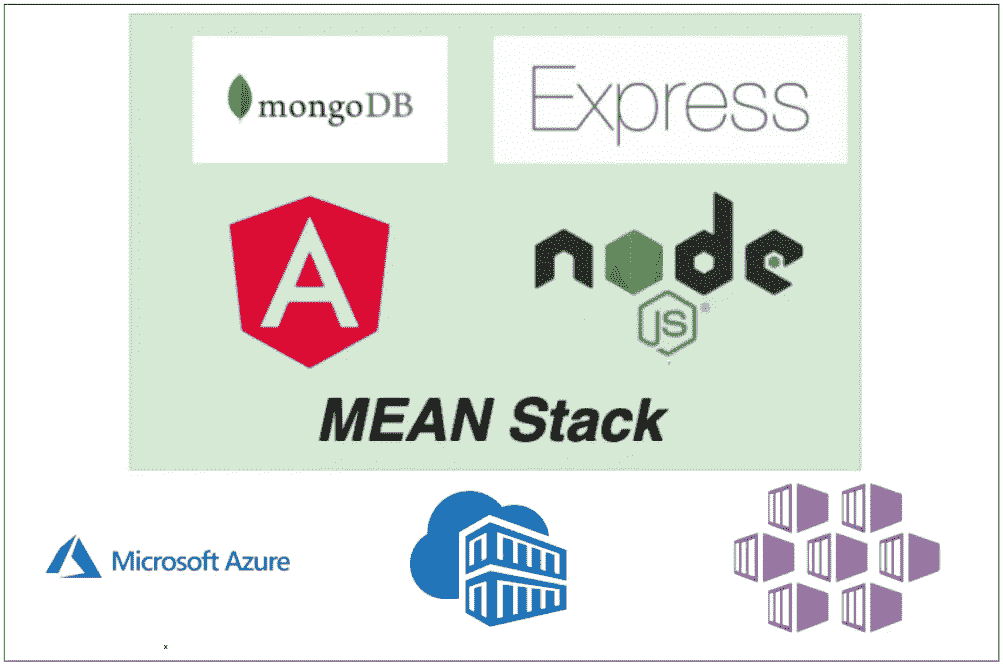 mongoDB
Express
A
node
JS
MEAN Stack
Microsoft Azure
x